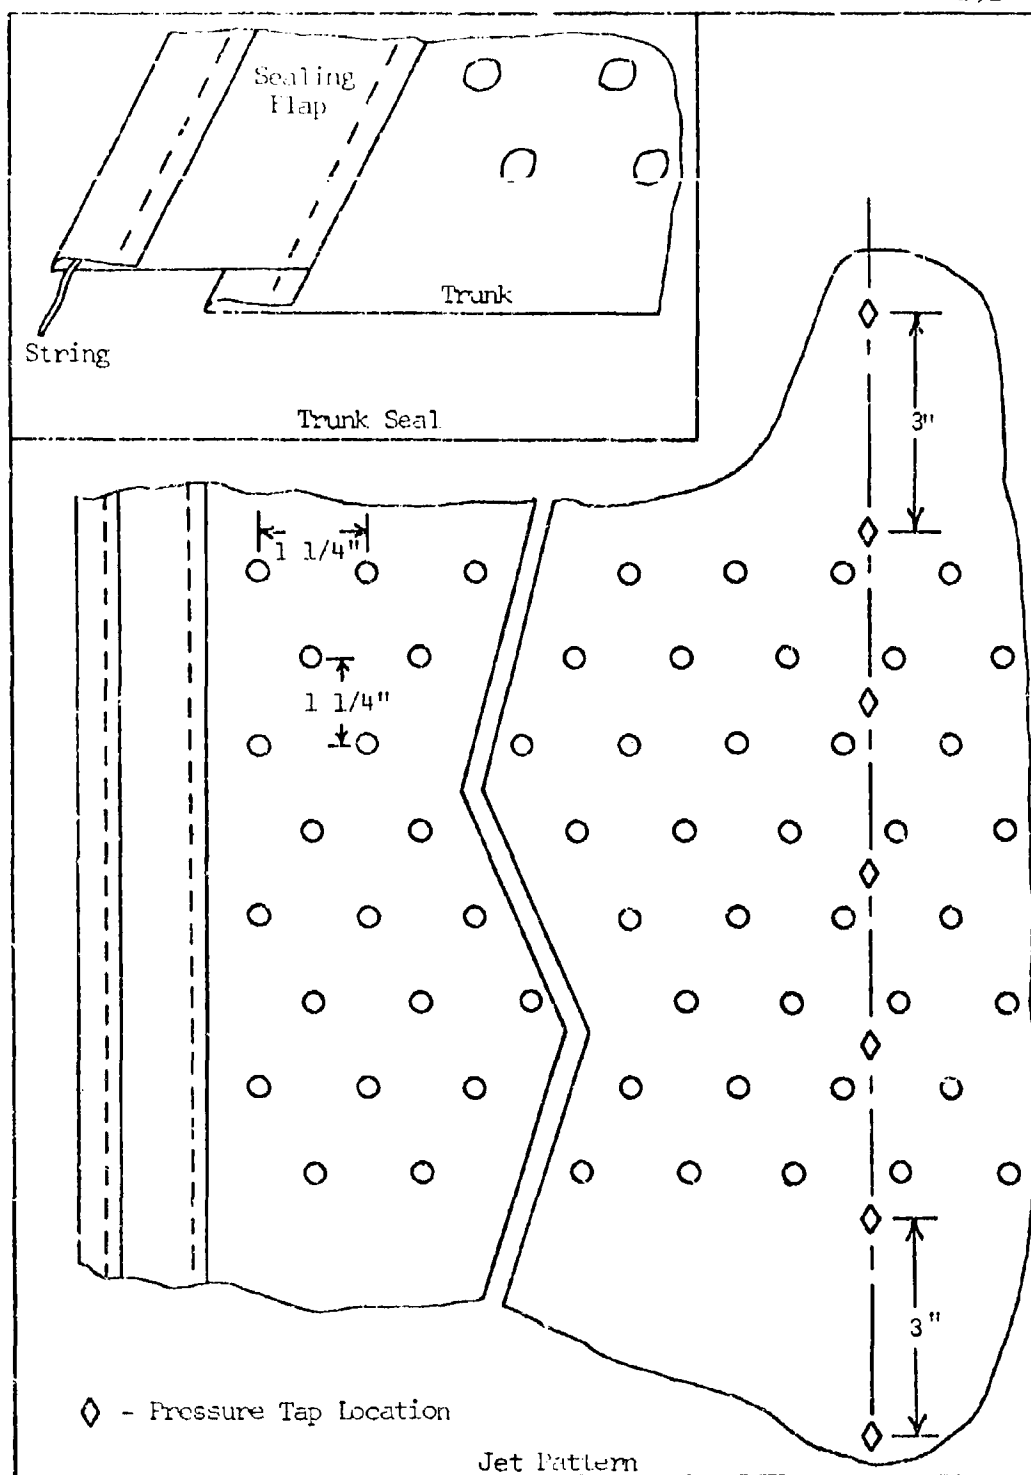 Sealing
Flap
Trunk
String
Trunk Seal
3"
1 1/4"
1 1/4"
3"
◊ - Pressure Tap Location
Jet Pattern